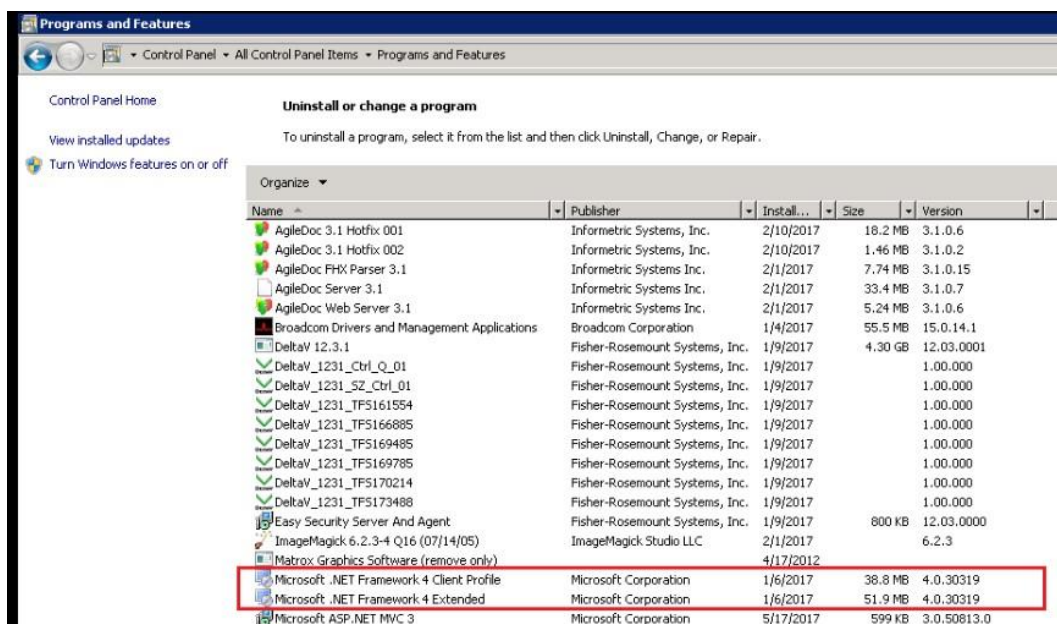 Programs and Features
Control Panel All Control Panel Items Programs and Features
Control Panel Home
View installed updates
Turn Windows features on or off
Uninstall or change a program
To uninstall a program, select it from the list and then click Uninstall, Change, or Repair.
Organize
Name Publisher Install... Size Version
AgileDoc 3.1 Hotfix 001 Informetric Systems, Inc. 2/10/2017 18.2 MB 3.1.0.6
AgileDoc 3.1 Hotfix 002 Informetric Systems, Inc. 2/10/2017 1.46 MB 3.1.0.2
AgileDoc FHX Parser 3.1 Informetric Systems Inc. 2/1/2017 7.74 MB 3.1.0.15
AgileDoc Server 3.1 Informetric Systems Inc. 2/1/2017 33.4 MB 3.1.0.7
AgileDoc Web Server 3.1 Informetric Systems Inc. 2/1/2017 5.24 MB 3.1.0.6
Broadcom Drivers and Management Applications Broadcom Corporation 1/4/2017 55.5 MB 15.0.14.1
DeltaV 12.3.1 Fisher-Rosemount Systems, Inc. 1/9/2017 4.30 GB 12.03.0001
DeltaV_1231_Ctrl_Q_01 Fisher-Rosemount Systems, Inc. 1/9/2017 1.00.000
DeltaV_1231_SZ_Ctrl_01 Fisher-Rosemount Systems, Inc. 1/9/2017 1.00.000
DeltaV_1231_TFS161554 Fisher-Rosemount Systems, Inc. 1/9/2017 1.00.000
DeltaV_1231_TFS166885 Fisher-Rosemount Systems, Inc. 1/9/2017 1.00.000
DeltaV_1231_TFS169485 Fisher-Rosemount Systems, Inc. 1/9/2017 1.00.000
DeltaV_1231_TFS169785 Fisher-Rosemount Systems, Inc. 1/9/2017 1.00.000
DeltaV_1231_TFS170214 Fisher-Rosemount Systems, Inc. 1/9/2017 1.00.000
DeltaV_1231_TFS173488 Fisher-Rosemount Systems, Inc. 1/9/2017 1.00.000
Easy Security Server And Agent Fisher-Rosemount Systems, Inc. 1/9/2017 800 KB 12.03.0000
ImageMagick 6.2.3-4 Q16 (07/14/05) ImageMagick Studio LLC 2/1/2017 6.2.3
Matrox Graphics Software (remove only) 4/17/2012
Microsoft .NET Framework 4 Client Profile Microsoft Corporation 1/6/2017 38.8 MB 4.0.30319
Microsoft .NET Framework 4 Extended Microsoft Corporation 1/6/2017 51.9 MB 4.0.30319
Microsoft ASP.NET MVC 3 Microsoft Corporation 5/17/2017 599 KB 3.0.50813.0